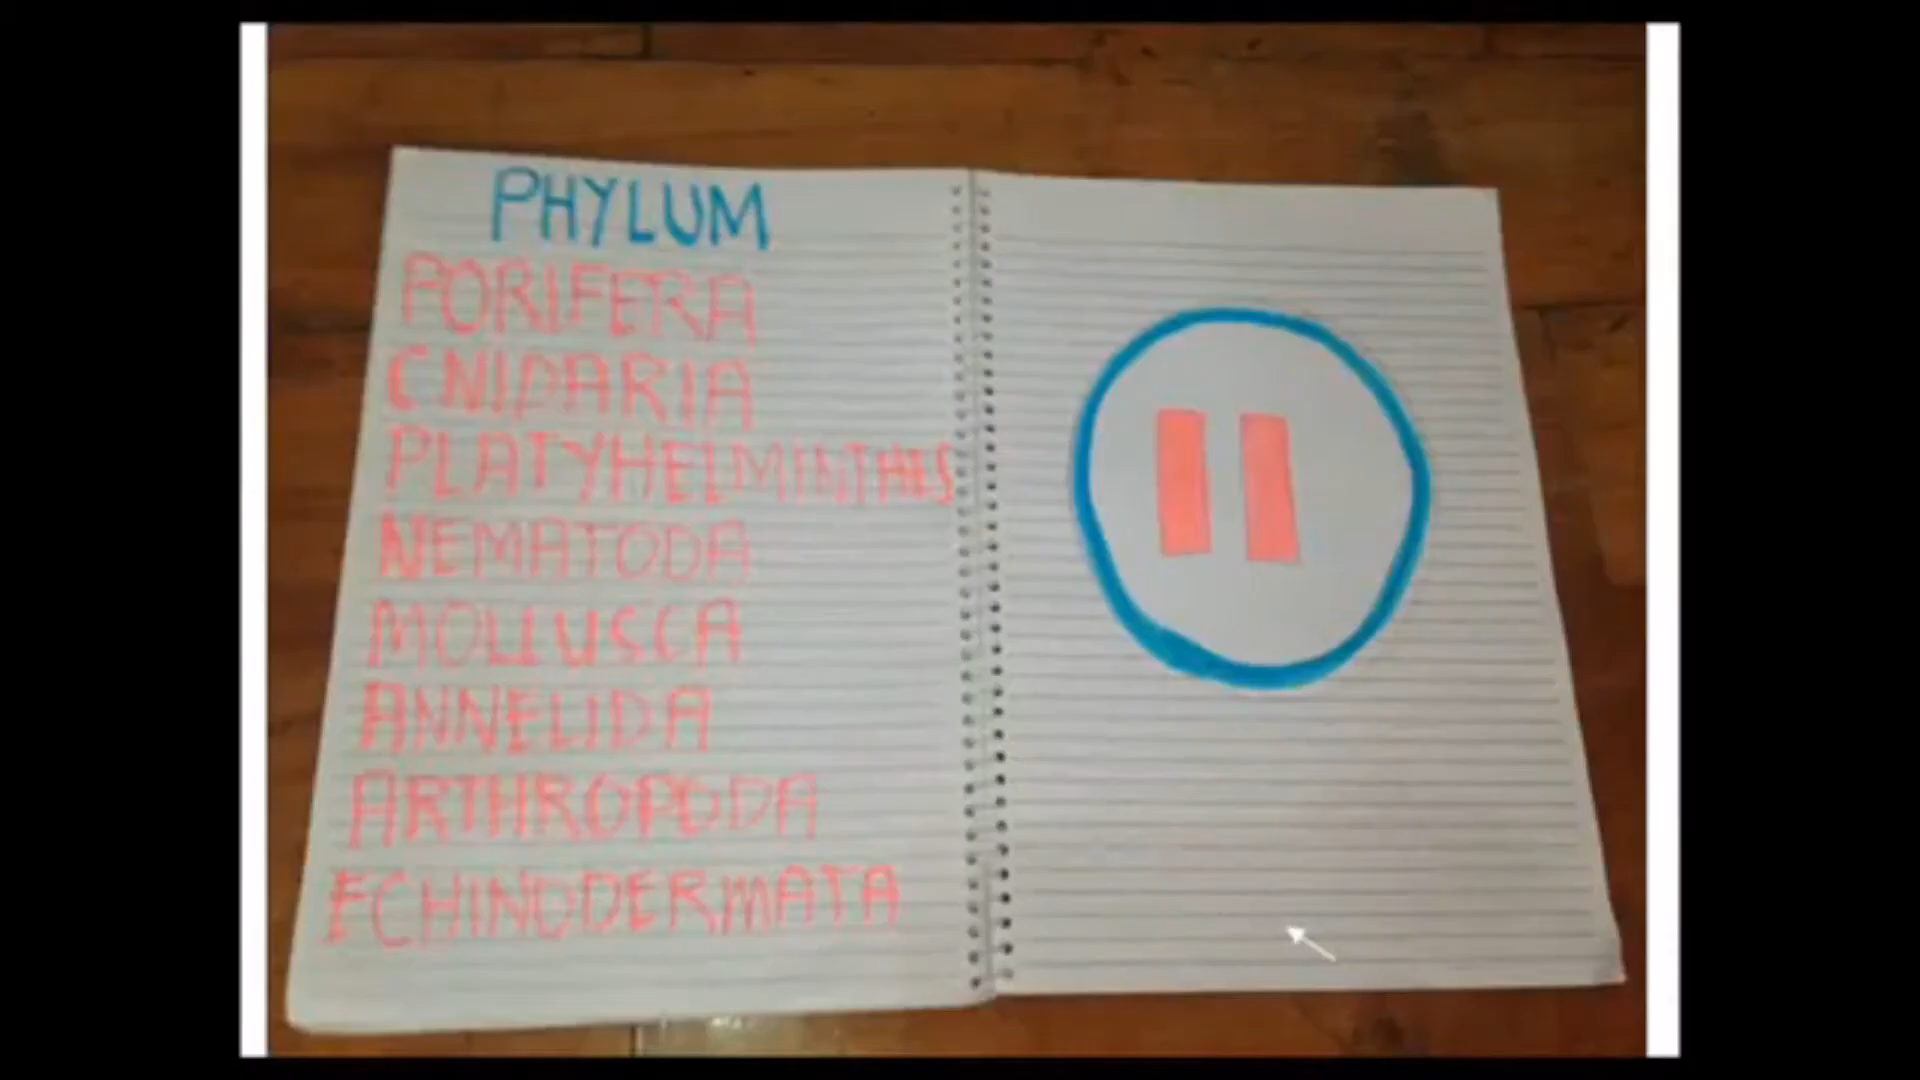 PHYLUM
PORIFERA
CNIDARIA
PLATYHELMINTHES
NEMATODA
MOLLUSCA
ANNELIDA
ARTHROPODA
ECHINODERMATA